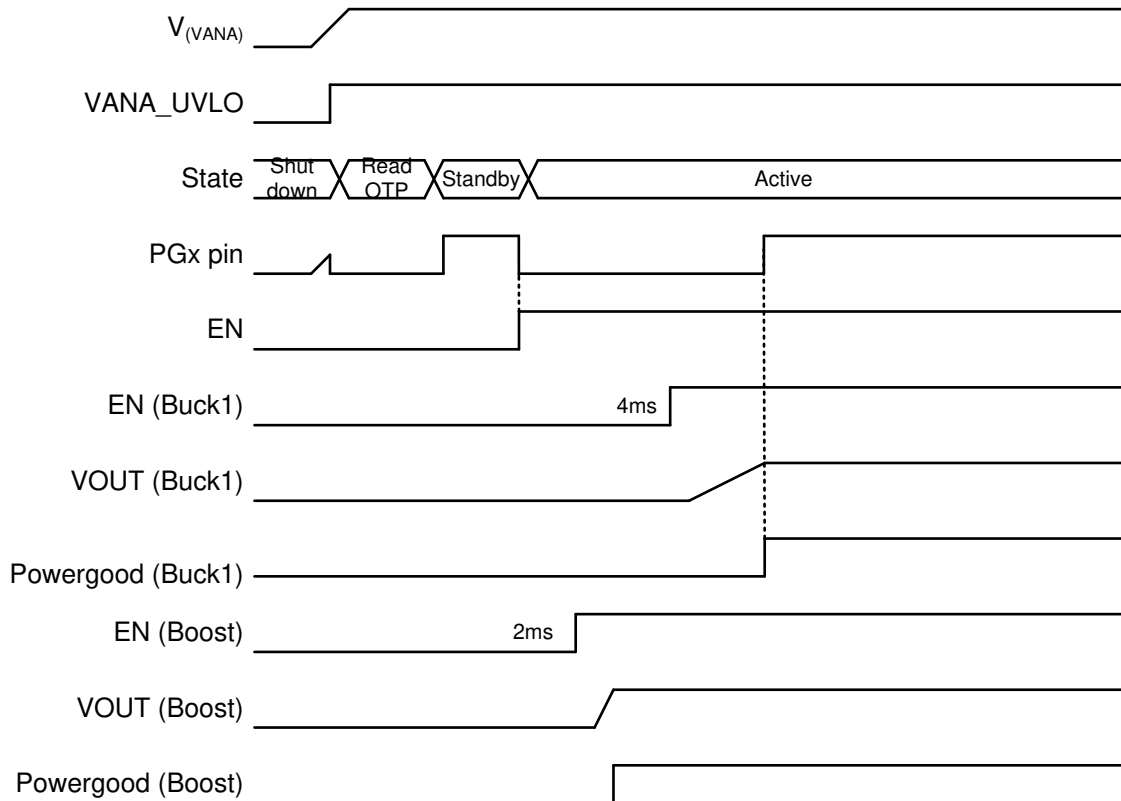 V(VANA)
VANA_UVLO
State
Shut
down
Read
OTP
Standby
Active
PGx pin
EN
EN (Buck1)
4ms
VOUT (Buck1)
Powergood (Buck1)
EN (Boost)
2ms
VOUT (Boost)
Powergood (Boost)